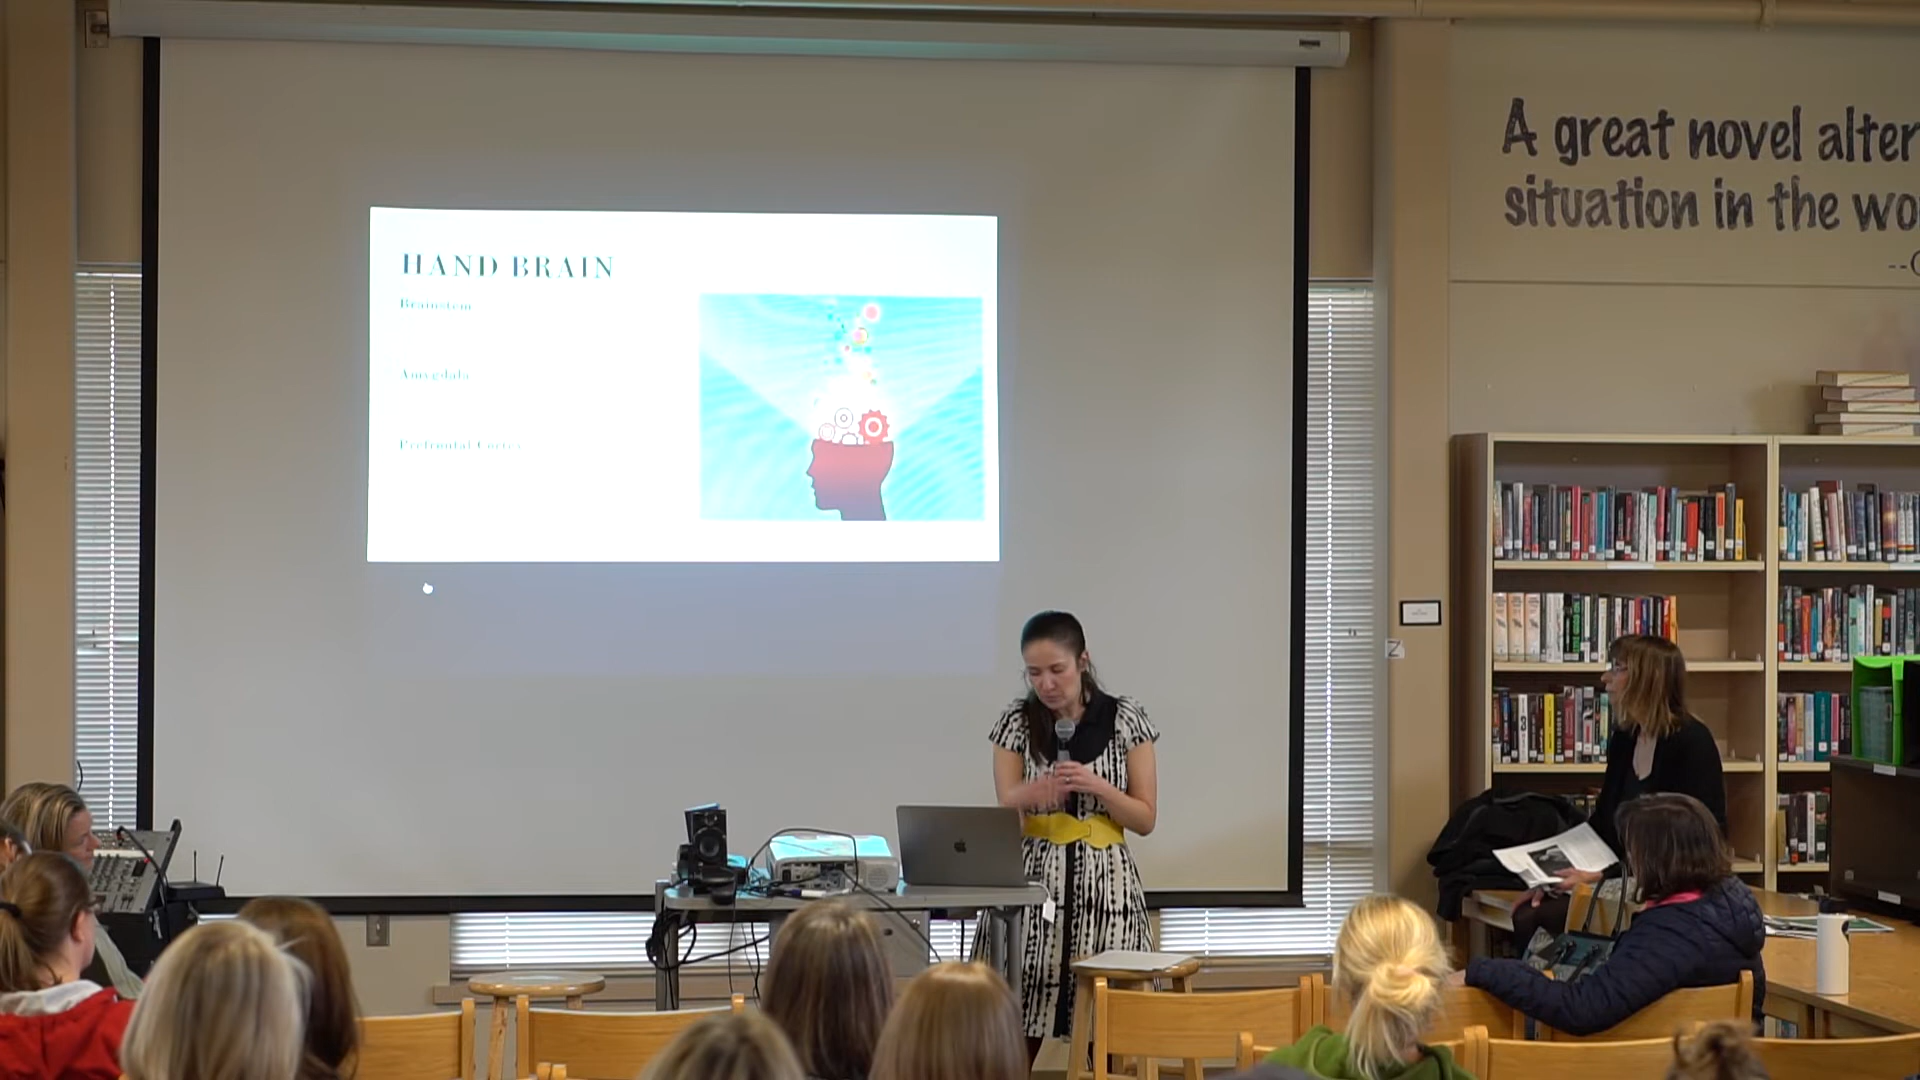 HAND BRAIN
Brainstem
Amygdala
Prefrontal Cortex
A great novel alter
situation in the wo
--C
Z